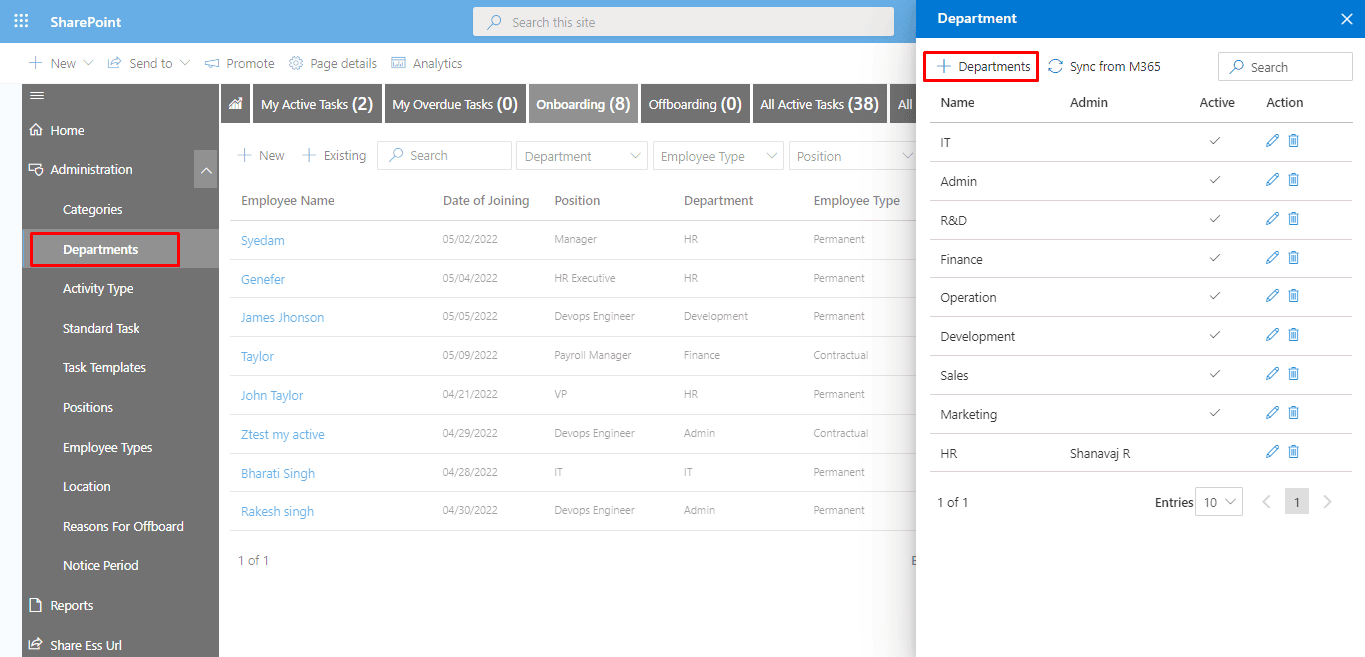 SharePoint
Search this site
New Send to Promote Page details Analytics
Home
Administration
Categories
Departments
Activity Type
Standard Task
Task Templates
Positions
Employee Types
Location
Reasons For Offboard
Notice Period
Reports
Share Ess Url
My Active Tasks (2) My Overdue Tasks (0) Onboarding (8) Offboarding (0) All Active Tasks (38) All
New Existing Search Department Employee Type Position
Employee Name Date of Joining Position Department Employee Type
Syedam 05/02/2022 Manager HR Permanent
Genefer 05/04/2022 HR Executive HR Permanent
James Jhonson 05/05/2022 Devops Engineer Development Permanent
Taylor 05/09/2022 Payroll Manager Finance Contractual
John Taylor 04/21/2022 VP HR Permanent
Ztest my active 04/29/2022 Devops Engineer Admin Contractual
Bharati Singh 04/28/2022 IT IT Permanent
Rakesh singh 04/30/2022 Devops Engineer Admin Permanent
1 of 1
Department
Departments Sync from M365 Search
Name Admin Active Action
IT
Admin
R&D
Finance
Operation
Development
Sales
Marketing
HR Shanavaj R
1 of 1 Entries 10 1